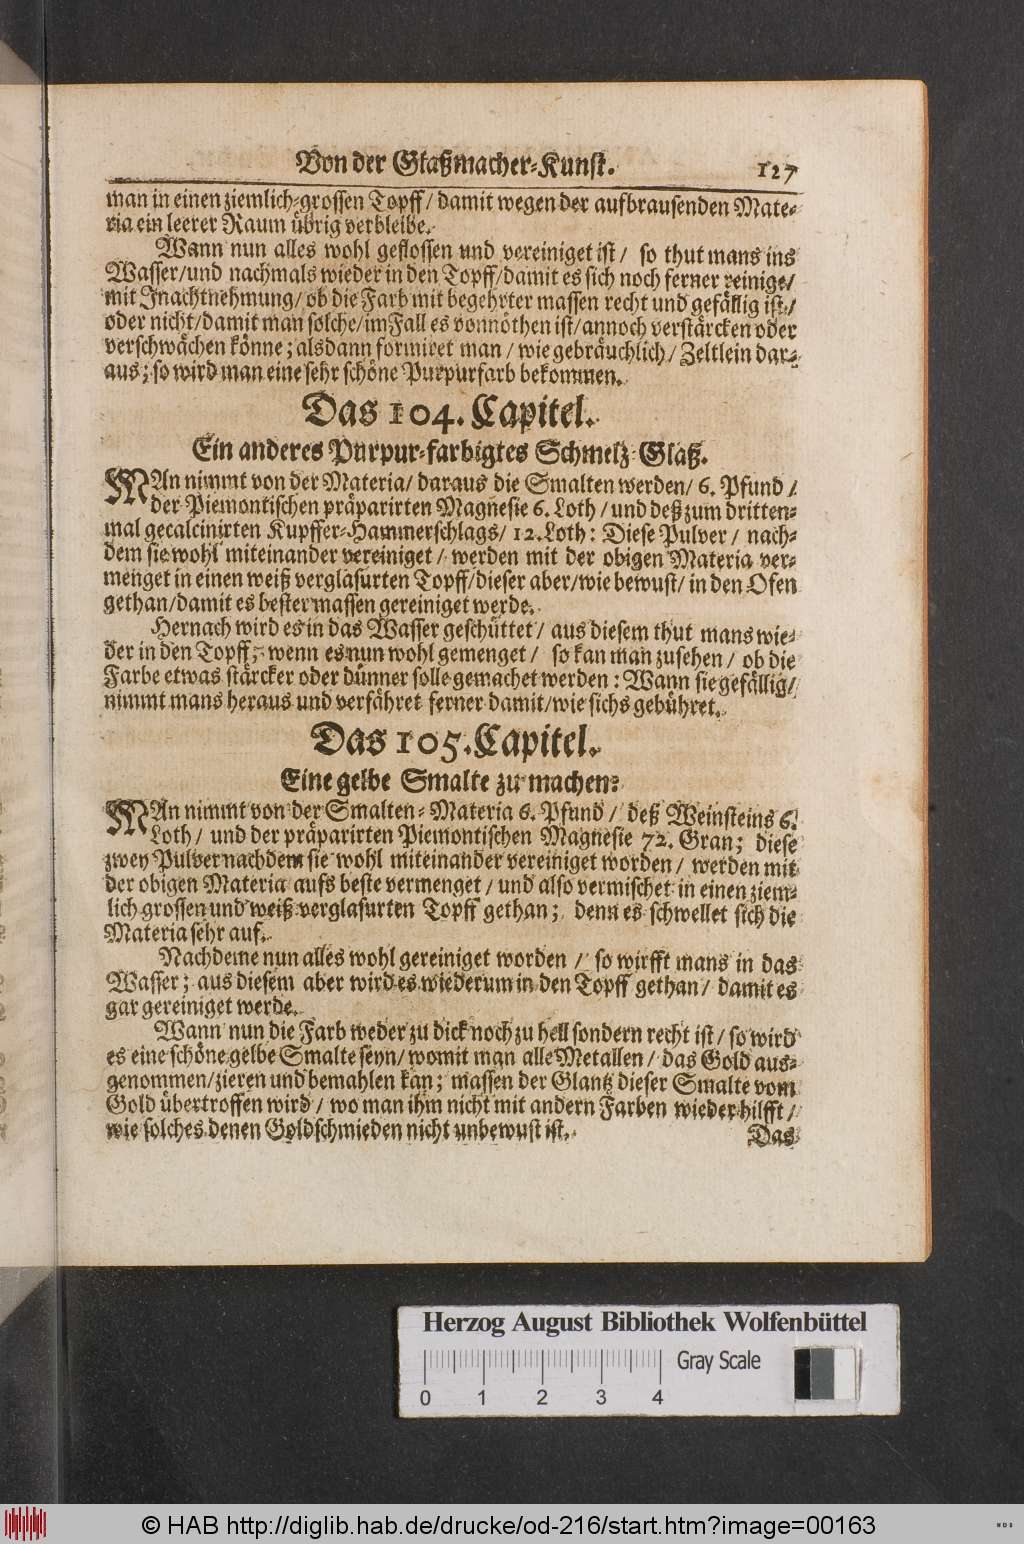 Von der Glaßmacher-Kunst. 127
man in einen ziemlich-grossen Topff / damit wegen der aufbrausenden Mate-
ria ein leerer Raum übrig verbleibe.
Wann nun alles wohl geflossen und vereiniget ist / so thut mans ins
Wasser / und nachmals wieder in den Topff / damit es sich noch ferner reinige /
mit Inachtnehmung / ob die Farb mit begehrter massen recht und gefällig ist /
oder nicht / damit man solche / im Fall es vonnöthen ist / annoch verstärcken oder
verschwächen könne ; alsdann formiret man / wie gebräuchlich / Zeltlein dar-
aus ; so wird man eine sehr schöne Purpurfarb bekommen.
Das 104. Capitel.
Ein anderes Purpur-farbigtes Schmelz-Glaß.
MAn nimmt von der Materia / daraus die Smalten werden / 6. Pfund /
der Piemontischen präparirten Magnesie 6. Loth / und deß zum dritten-
mal gecalcinirten Kupffer-Hammerschlags / 12. Loth : Diese Pulver / nach-
dem sie wohl miteinander vereiniget / werden mit der obigen Materia ver-
menget in einen weiß verglasurten Topff / dieser aber / wie bewust / in den Ofen
gethan / damit es bester massen gereiniget werde.
Hernach wird es in das Wasser geschüttet / aus diesem thut mans wie-
der in den Topff ; wenn es nun wohl gemenget / so kan man zusehen / ob die
Farbe etwas stärcker oder dünner solle gemachet werden : Wann sie gefällig /
nimmt mans heraus und verfähret ferner damit / wie sichs gebühret.
Das 105. Capitel.
Eine gelbe Smalte zu machen.
MAn nimmt von der Smalten-Materia 6. Pfund / deß Weinsteins 6.
Loth / und der präparirten Piemontischen Magnesie 72. Gran ; diese
zwey Pulver nachdem sie wohl miteinander vereiniget worden / werden mit
der obigen Materia aufs beste vermenget / und also vermischet in einen ziem-
lich grossen und weiß verglasurten Topff gethan ; denn es schwellet sich die
Materia sehr auf.
Nachdeme nun alles wohl gereiniget worden / so wirfft mans in das
Wasser ; aus diesem aber wird es wiederum in den Topff gethan / damit es
gar gereiniget werde.
Wann nun die Farb weder zu dick noch zu hell sondern recht ist / so wird
es eine schöne gelbe Smalte seyn / womit man alle Metallen / das Gold aus-
genommen / zieren und bemahlen kan ; massen der Glantz dieser Smalte vom
Gold übertroffen wird / wo man ihm nicht mit andern Farben wieder hilfft /
wie solches denen Goldschmieden nicht unbewust ist.
Das
Herzog August Bibliothek Wolfenbüttel
0 1 2 3 4 Gray Scale
© HAB http://diglib.hab.de/drucke/od-216/start.htm?image=00163